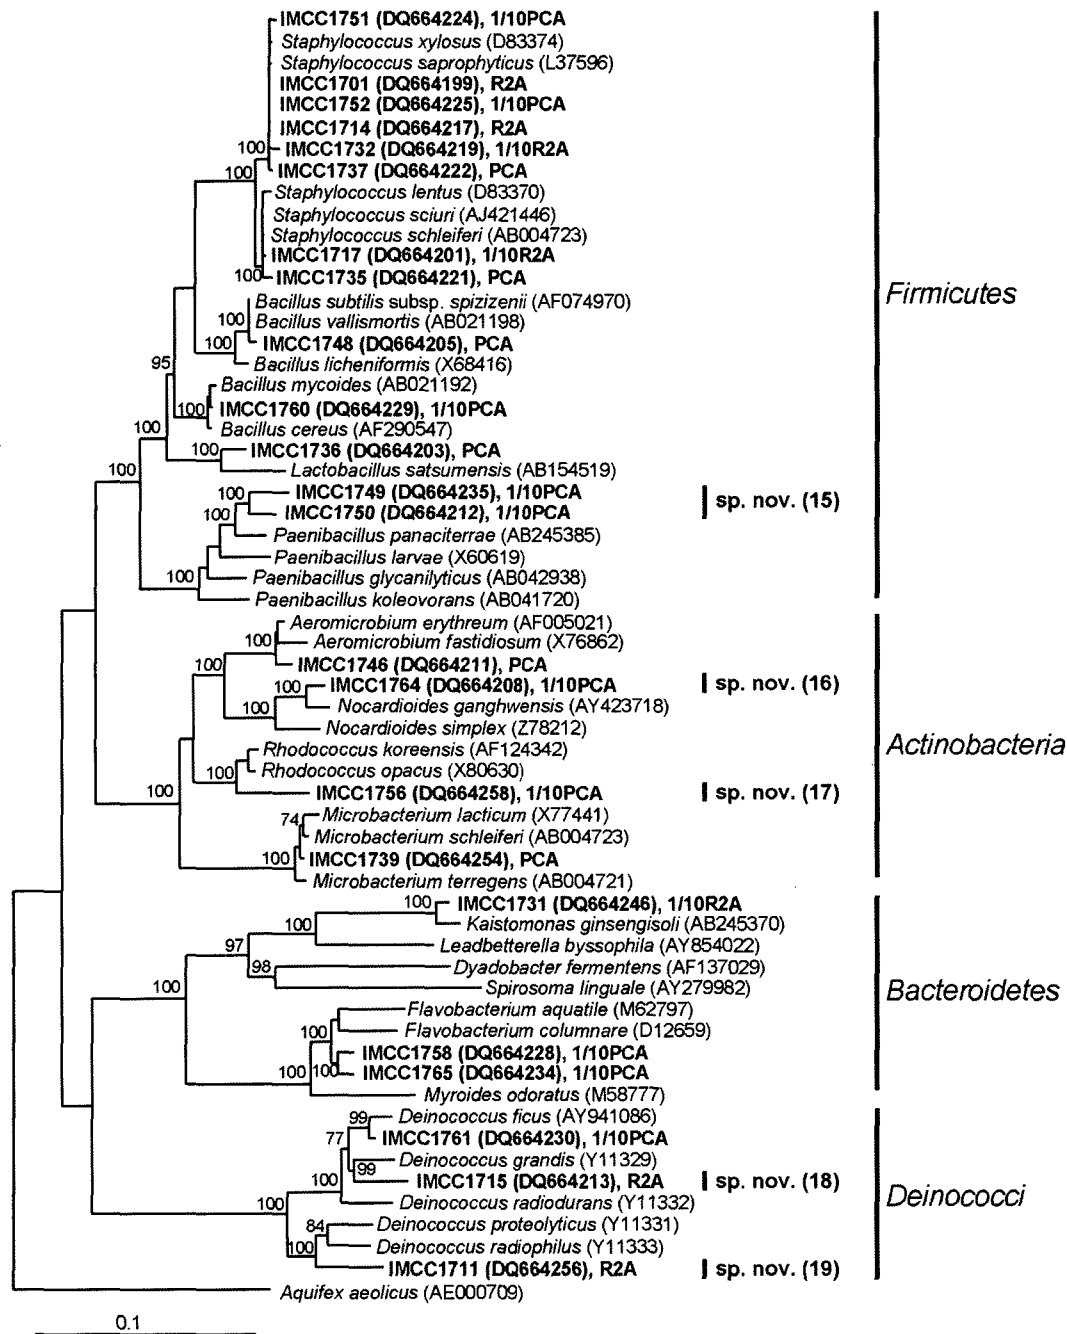 IMCC1751 (DQ664224), 1/10PCA
Staphylococcus xylosus (D83374)
Staphylococcus saprophyticus (L37596)
IMCC1701 (DQ664199), R2A
IMCC1752 (DQ664225), 1/10PCA
IMCC1714 (DQ664217), R2A
100 IMCC1732 (DQ664219), 1/10R2A
100 IMCC1737 (DQ664222), PCA
Staphylococcus lentus (D83370)
Staphylococcus sciuri (AJ421446)
Staphylococcus schleiferi (AB004723)
IMCC1717 (DQ664201), 1/10R2A
100 IMCC1735 (DQ664221), PCA
Firmicutes
Bacillus subtilis subsp. spizizenii (AF074970)
100 Bacillus vallismortis (AB021198)
100 IMCC1748 (DQ664205), PCA
95 Bacillus licheniformis (X68416)
Bacillus mycoides (AB021192)
100 IMCC1760 (DQ664229), 1/10PCA
100 Bacillus cereus (AF290547)
100 IMCC1736 (DQ664203), PCA
100 Lactobacillus satsumensis (AB154519)
100 IMCC1749 (DQ664235), 1/10PCA
sp. nov. (15)
100 IMCC1750 (DQ664212), 1/10PCA
Paenibacillus panaciterrae (AB245385)
Paenibacillus larvae (X60619)
100 Paenibacillus glycanilyticus (AB042938)
Paenibacillus koleovorans (AB041720)
Aeromicrobium erythreum (AF005021)
100 Aeromicrobium fastidiosum (X76862)
100 IMCC1746 (DQ664211), PCA
100 IMCC1764 (DQ664208), 1/10PCA sp. nov. (16)
100 Nocardioides ganghwensis (AY423718)
Nocardioides simplex (Z78212)
Actinobacteria
Rhodococcus koreensis (AF124342)
100 Rhodococcus opacus (X80630)
100 IMCC1756 (DQ664258), 1/10PCA sp. nov. (17)
74 Microbacterium lacticum (X77441)
Microbacterium schleiferi (AB004723)
100 IMCC1739 (DQ664254), PCA
Microbacterium terregens (AB004721)
100 IMCC1731 (DQ664246), 1/10R2A
100 Kaistomonas ginsengisoli (AB245370)
97 Leadbetterella byssophila (AY854022)
98 Dyadobacter fermentens (AF137029)
100 Spirosoma linguale (AY279982)
Bacteroidetes
Flavobacterium aquatile (M62797)
100 Flavobacterium columnare (D12659)
IMCC1758 (DQ664228), 1/10PCA
100 100 IMCC1765 (DQ664234), 1/10PCA
Myroides odoratus (M58777)
99 Deinococcus ficus (AY941086)
77 IMCC1761 (DQ664230), 1/10PCA
Deinococcus grandis (Y11329)
99
100 IMCC1715 (DQ664213), R2A sp. nov. (18)
Deinococci
100 Deinococcus radiodurans (Y11332)
84 Deinococcus proteolyticus (Y11331)
100 Deinococcus radiophilus (Y11333)
IMCC1711 (DQ664256), R2A sp. nov. (19)
Aquifex aeolicus (AE000709)
0.1